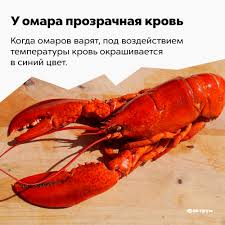 У омара прозрачная кровь
Когда омаров варят, под воздействием
температуры кровь окрашивается
в синий цвет.